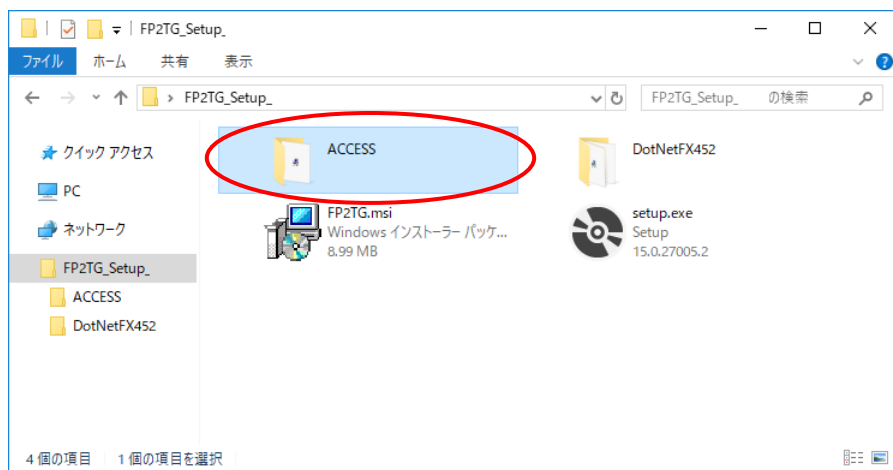 FP2TG_Setup_
ファイル ホーム 共有 表示
FP2TG_Setup_
FP2TG_Setup_ の検索
クイック アクセス
PC
ネットワーク
FP2TG_Setup_
ACCESS
DotNetFX452
ACCESS
DotNetFX452
FP2TG.msi
Windows インストーラー パッケ...
8.99 MB
setup.exe
Setup
15.0.27005.2
4 個の項目 1 個の項目を選択